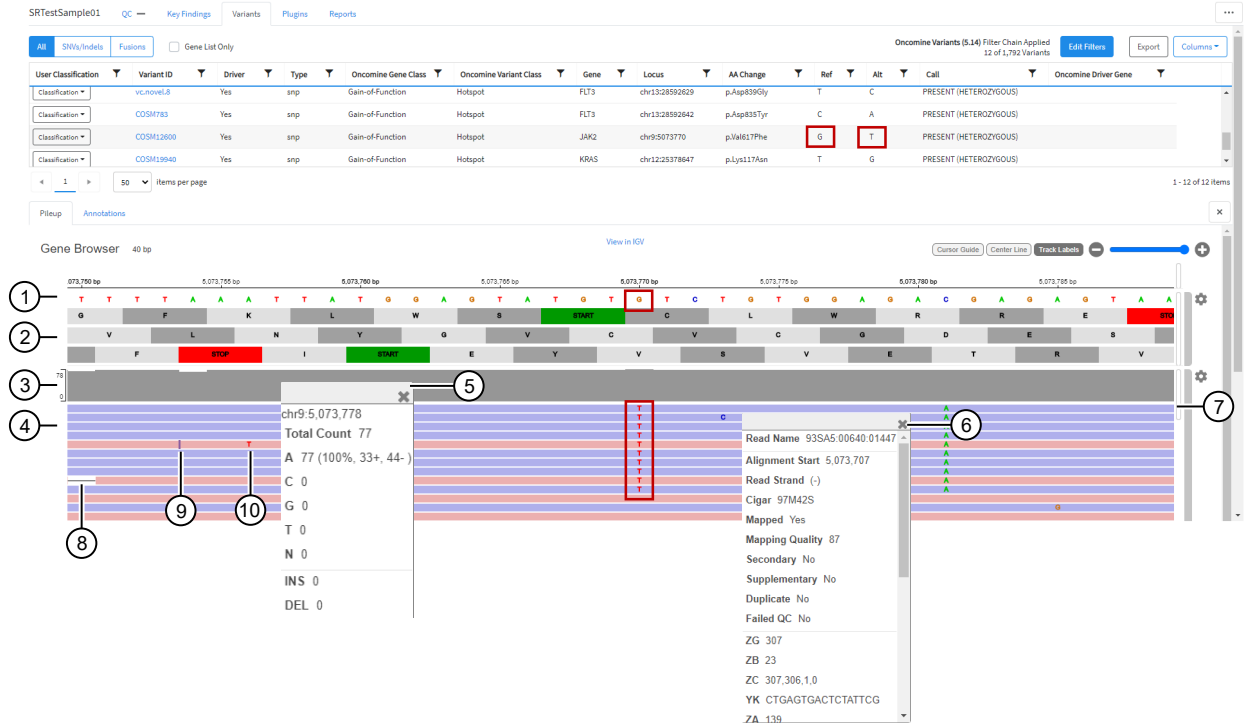 SRTestSample01 QC Key Findings Variants Plugins Reports ...
All SNVs/Indels Fusions Gene List Only Oncomine Variants (5.14) Filter Chain Applied Edit Filters Export Columns
12 of 1,792 Variants
User Classification Variant ID Driver Type Oncomine Gene Class Oncomine Variant Class Gene Locus AA Change Ref Alt Call Oncomine Driver Gene
Classification vc.novel.8 Yes snp Gain-of-Function Hotspot FLT3 chr13:28592629 p.Asp839Gly T C PRESENT (HETEROZYGOUS)
Classification COSM783 Yes snp Gain-of-Function Hotspot FLT3 chr13:28592642 p.Asp835Tyr C A PRESENT (HETEROZYGOUS)
Classification COSM12600 Yes snp Gain-of-Function Hotspot JAK2 chr9:5073770 p.Val617Phe G T PRESENT (HETEROZYGOUS)
Classification COSM19940 Yes snp Gain-of-Function Hotspot KRAS chr12:25378647 p.Lys117Asn T G PRESENT (HETEROZYGOUS)
1 50 items per page 1 - 12 of 12 items
Pileup Annotations
Gene Browser 40 bp View in IGV Cursor Guide Center Line Track Labels
,073,750 bp 5,073,755 bp 5,073,760 bp 5,073,765 bp 5,073,770 bp 5,073,775 bp 5,073,780 bp 5,073,785 bp
1 T T T T A A A T T A T G G A G T A T G T G T C T G T G G A G A C G A G A G T A A
G F K L W S START C L W R R E STO
2 V L N Y G V C V C G D E S
F STOP I START E Y V S V E T R V
3 78
0
4
5
chr9:5,073,778
Total Count 77
A 77 (100%, 33+, 44- )
C 0
G 0
T 0
N 0
INS 0
DEL 0
T
T
T
T
T
T
T
T
T
T
C
A
A
A
A
A
A
A
A
A
T
G
6
Read Name 93SA5:00640:01447
Alignment Start 5,073,707
Read Strand (-)
Cigar 97M42S
Mapped Yes
Mapping Quality 87
Secondary No
Supplementary No
Duplicate No
Failed QC No
ZG 307
ZB 23
ZC 307,306,1,0
YK CTGAGTGACTCTATTCG
ZA 139
7
8
9
10